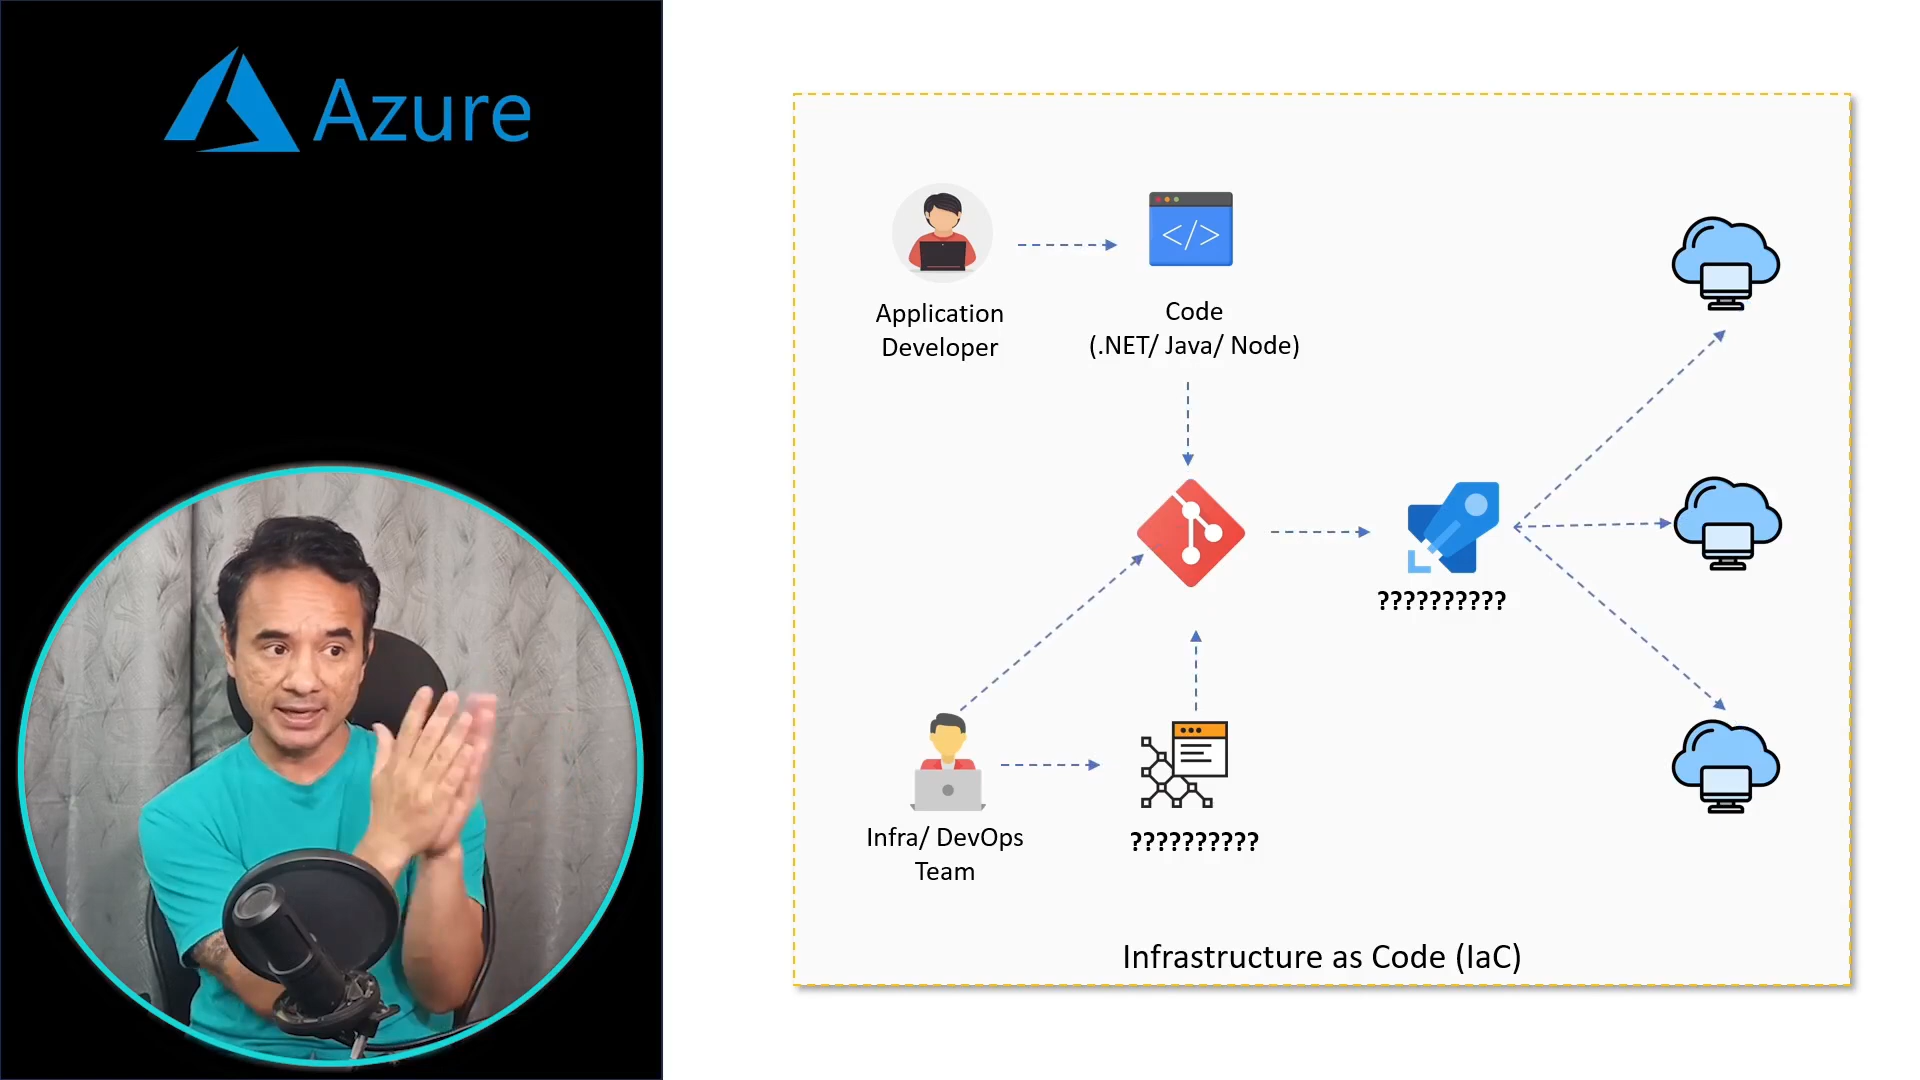 Azure
Application
Developer
</>
Code
(.NET/ Java/ Node)
??????????
Infra/ DevOps
Team
??????????
Infrastructure as Code (IaC)